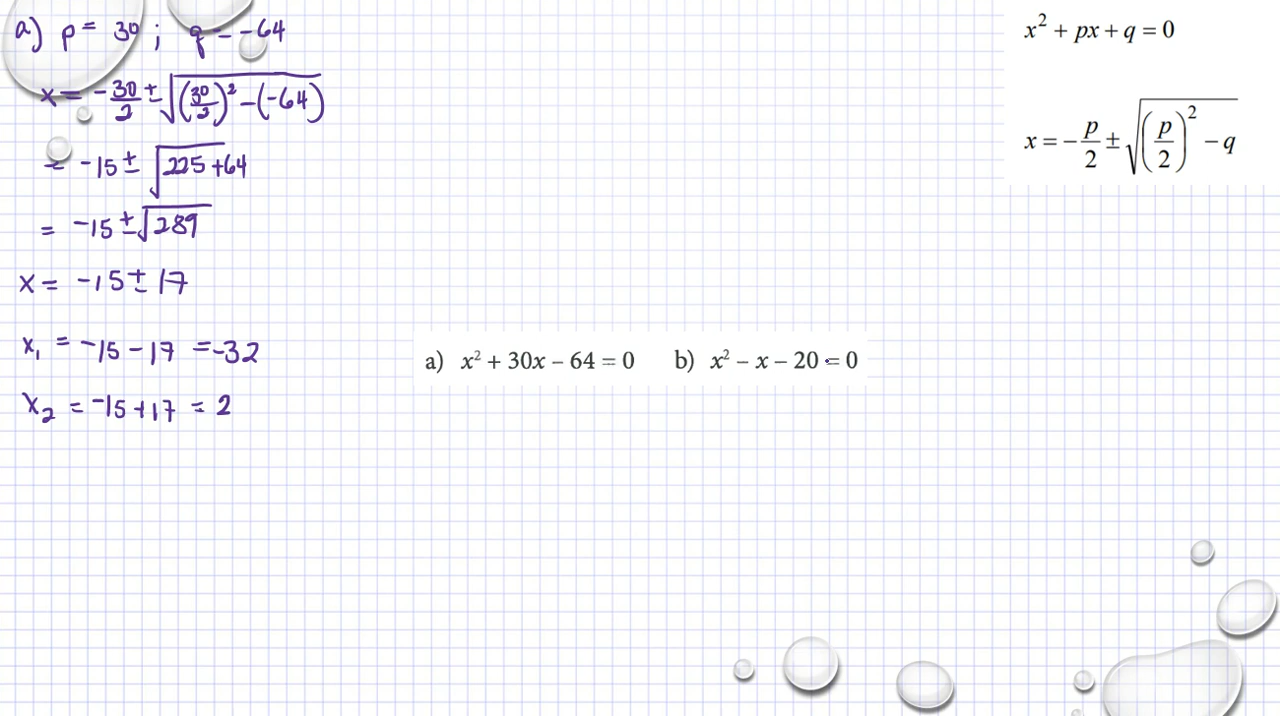 a) p = 30 ; q = -64
x = -30/2 ± √((30/2)² - (-64))
= -15 ± √(225 + 64)
= -15 ± √289
x = -15 ± 17
x₁ = -15 - 17 = -32
x₂ = -15 + 17 = 2
a) x² + 30x − 64 = 0 b) x² − x − 20 = 0
x² + px + q = 0
x = −p/2 ± √((p/2)² − q)